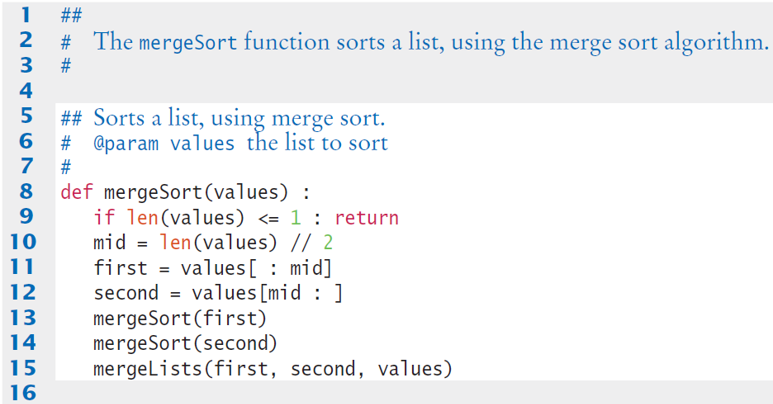 1 ##
2 # The mergeSort function sorts a list, using the merge sort algorithm.
3 #
4
5 ## Sorts a list, using merge sort.
6 # @param values the list to sort
7 #
8 def mergeSort(values) :
9    if len(values) <= 1 : return
10    mid = len(values) // 2
11    first = values[ : mid]
12    second = values[mid : ]
13    mergeSort(first)
14    mergeSort(second)
15    mergeLists(first, second, values)
16